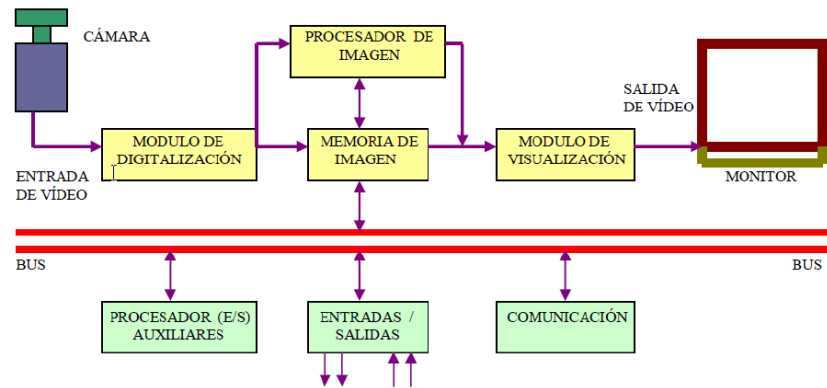 CÁMARA
PROCESADOR DE
IMAGEN
SALIDA
DE VÍDEO
MODULO DE
DIGITALIZACIÓN
MEMORIA DE
IMAGEN
MODULO DE
VISUALIZACIÓN
ENTRADA
DE VÍDEO
MONITOR
BUS
BUS
PROCESADOR (E/S)
AUXILIARES
ENTRADAS /
SALIDAS
COMUNICACIÓN